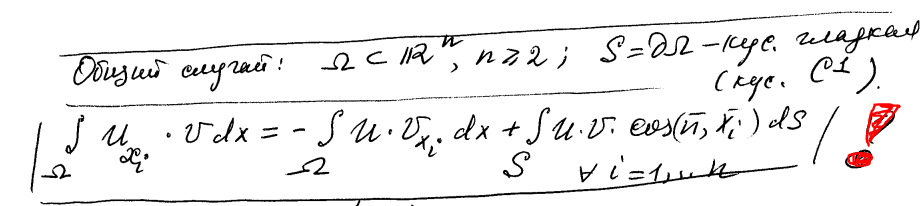 Общий случай: Ω ⊂ ℝⁿ, n ≥ 2; S = ∂Ω – кус. гладкая
(кус. C1).
| ∫_Ω u_{x_i} · v dx = - ∫_Ω u · v_{x_i} dx + ∫_S u · v · cos(n̄, x̄_i) dS | !
∀ i = 1,..n